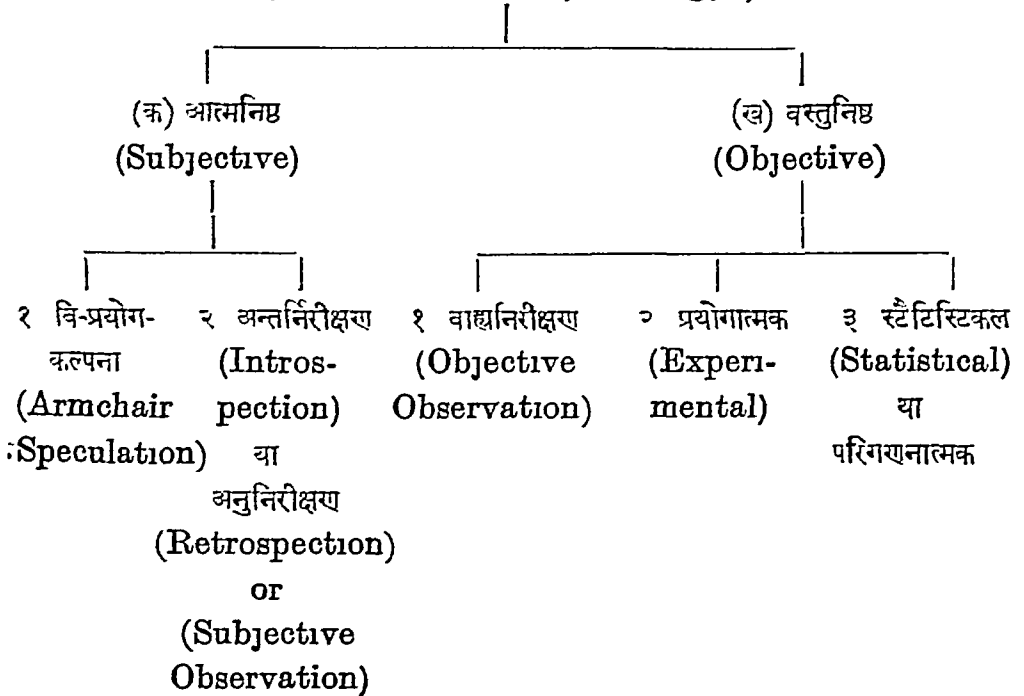 (क) आत्मनिष्ठ
(Subjective)
(ख) वस्तुनिष्ठ
(Objective)
१ वि-प्रयोग-
कल्पना
(Armchair
Speculation)
२ अन्तर्निरीक्षण
(Intros-
pection)
या
अनुनिरीक्षण
(Retrospection)
or
(Subjective
Observation)
१ वाह्यनिरीक्षण
(Objective
Observation)
२ प्रयोगात्मक
(Experi-
mental)
३ स्टैटिस्टिकल
(Statistical)
या
परिगणनात्मक